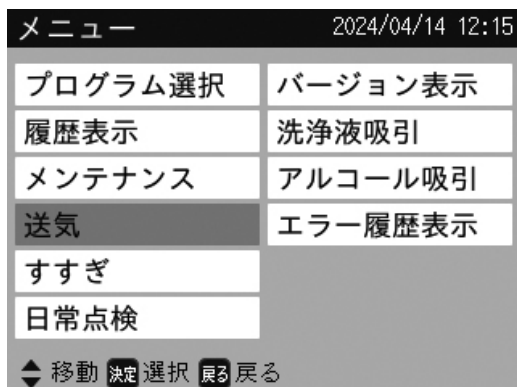 メニュー 2024/04/14 12:15
プログラム選択 バージョン表示
履歴表示 洗浄液吸引
メンテナンス アルコール吸引
送気 エラー履歴表示
すすぎ
日常点検
移動 決定 選択 戻る 戻る